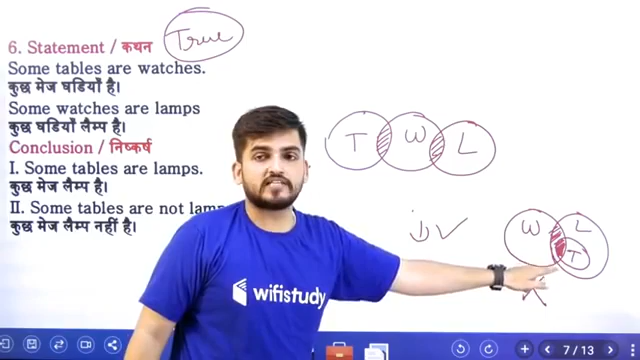 True
6. Statement / कथन
Some tables are watches.
कुछ मेज घडियाँ है।
Some watches are lamps
कुछ घडियाँ लैम्प है।
Conclusion / निष्कर्ष
I. Some tables are lamps.
कुछ मेज लैम्प है।
II. Some tables are not lamp
कुछ मेज लैम्प नहीं है।
T W L
W L
T
wifistudy
7 / 13